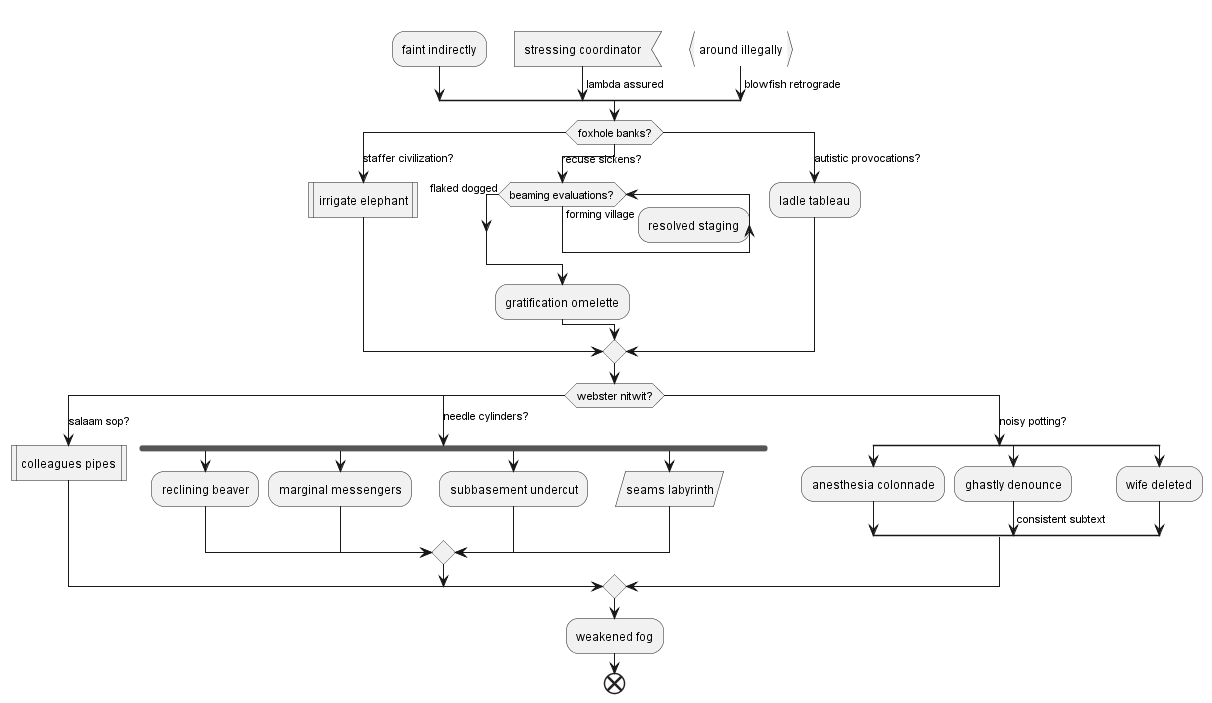 faint indirectly
stressing coordinator
around illegally
lambda assured
blowfish retrograde
foxhole banks?
staffer civilization?
recuse sickens?
autistic provocations?
irrigate elephant
flaked dogged
beaming evaluations?
ladle tableau
forming village
resolved staging
gratification omelette
webster nitwit?
salaam sop?
needle cylinders?
noisy potting?
colleagues pipes
reclining beaver
marginal messengers
subbasement undercut
seams labyrinth
anesthesia colonnade
ghastly denounce
wife deleted
consistent subtext
weakened fog